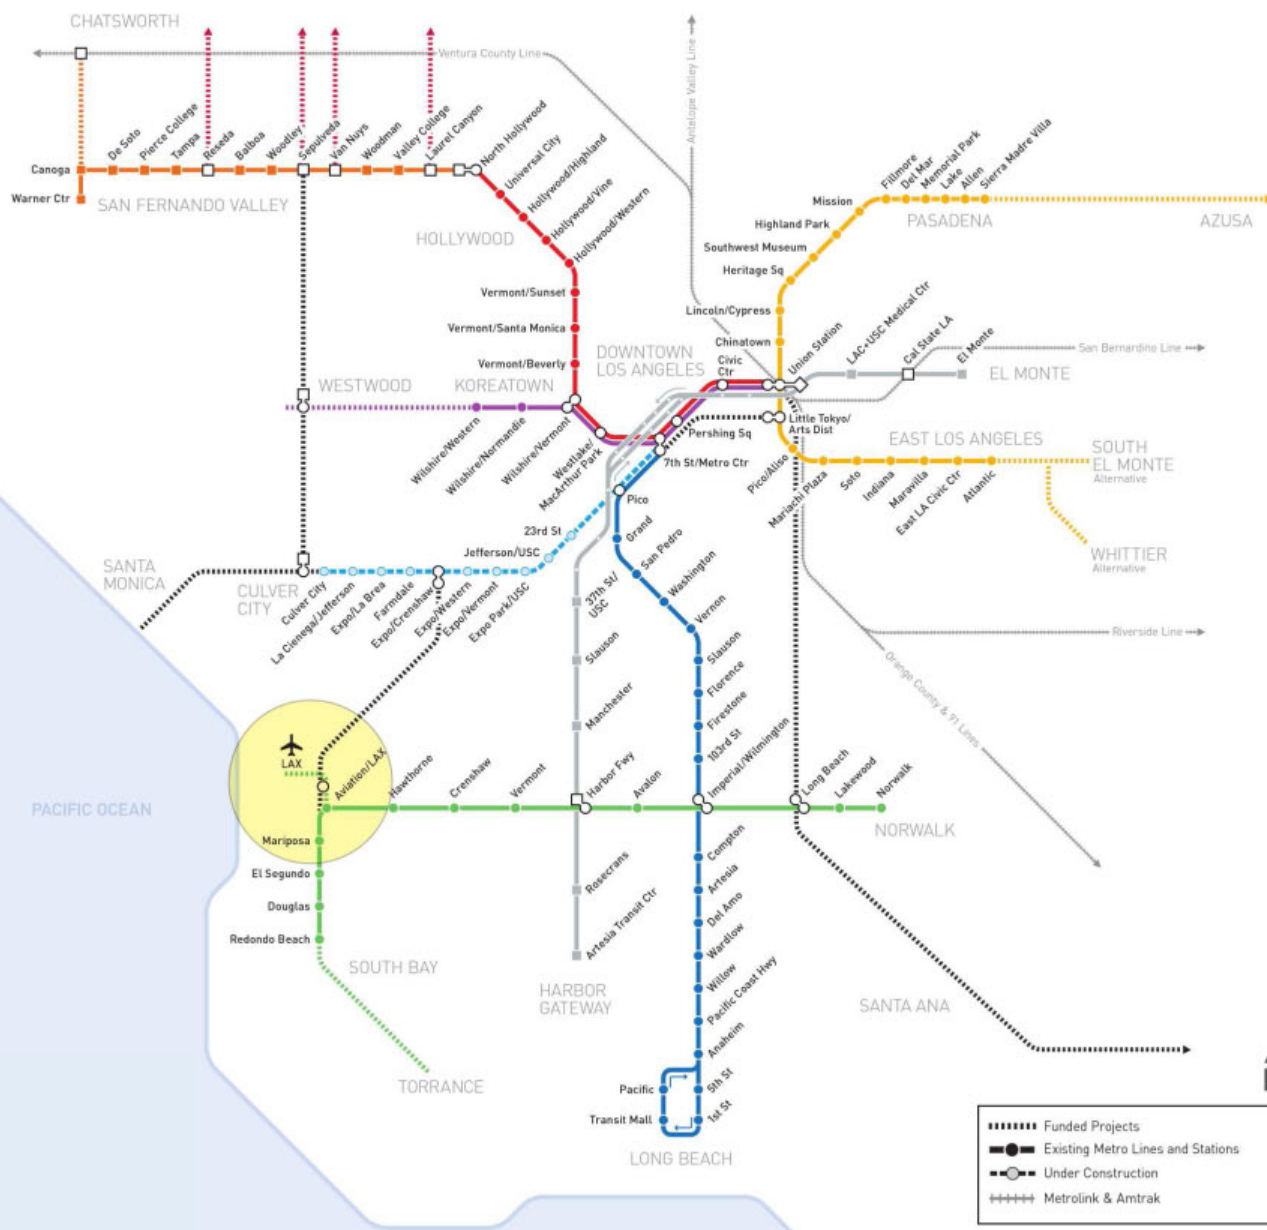 CHATSWORTH
Ventura County Line
Antelope Valley Line
De Soto
Pierce College
Tampa
Reseda
Balboa
Woodley
Sepulveda
Van Nuys
Woodman
Valley College
Laurel Canyon
North Hollywood
Canoga
Warner Ctr
SAN FERNANDO VALLEY
Universal City
Hollywood/Highland
Hollywood/Vine
Hollywood/Western
HOLLYWOOD
Vermont/Sunset
Vermont/Santa Monica
Vermont/Beverly
Fillmore
Del Mar
Memorial Park
Lake
Allen
Sierra Madre Villa
Mission
Highland Park
Southwest Museum
Heritage Sq
Lincoln/Cypress
Chinatown
PASADENA
AZUSA
DOWNTOWN
LOS ANGELES
Civic
Ctr
Union Station
LAC+USC Medical Ctr
Cal State LA
El Monte
San Bernardino Line
EL MONTE
WESTWOOD
KOREATOWN
Wilshire/Western
Wilshire/Normandie
Wilshire/Vermont
Westlake/
MacArthur Park
Pershing Sq
7th St/Metro Ctr
Little Tokyo/
Arts Dist
Pico/Aliso
EAST LOS ANGELES
Mariachi Plaza
Soto
Indiana
Maravilla
East LA Civic Ctr
Atlantic
SOUTH
EL MONTE
Alternative
WHITTIER
Alternative
Pico
23rd St
Jefferson/USC
Grand
San Pedro
Washington
Vernon
Slauson
Florence
Firestone
103rd St
Imperial/Wilmington
SANTA
MONICA
CULVER
CITY
Culver City
La Cienega/Jefferson
Expo/La Brea
Farmdale
Expo/Crenshaw
Expo/Western
Expo/Vermont
Expo Park/USC
37th St/
USC
Slauson
Manchester
Harbor Fwy
Riverside Line
Orange County & 91 Lines
LAX
Aviation/LAX
Hawthorne
Crenshaw
Vermont
Avalon
Long Beach
Lakewood
Norwalk
NORWALK
PACIFIC OCEAN
Mariposa
El Segundo
Douglas
Redondo Beach
SOUTH BAY
TORRANCE
Rosecrans
Artesia Transit Ctr
HARBOR
GATEWAY
Compton
Artesia
Del Amo
Wardlow
Willow
Pacific Coast Hwy
Anaheim
5th St
1st St
Pacific
Transit Mall
LONG BEACH
SANTA ANA
Funded Projects
Existing Metro Lines and Stations
Under Construction
Metrolink & Amtrak